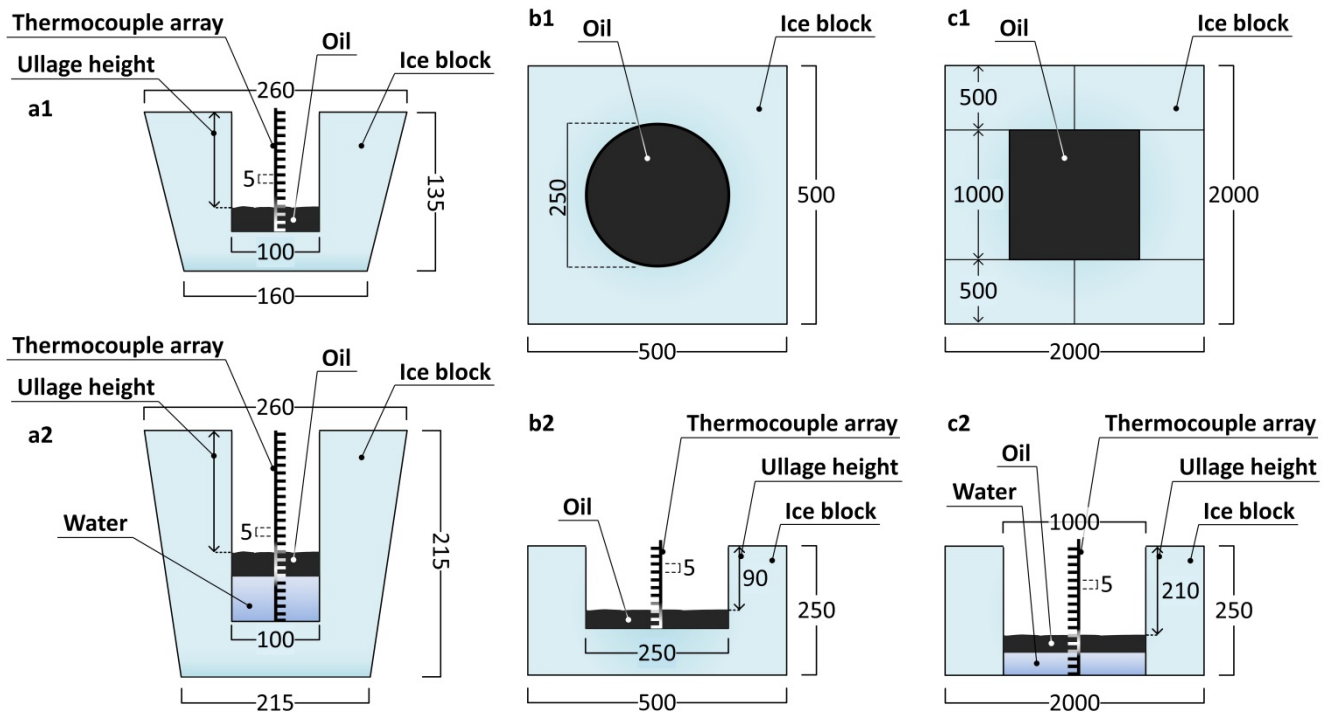 Thermocouple array
Oil
Ullage height
Ice block
260
a1
5
135
100
160
Thermocouple array
Oil
Ullage height
Ice block
260
a2
Water
5
215
100
215
b1
Oil
Ice block
250
500
500
b2
Thermocouple array
Ullage height
Oil
Ice block
5
90
250
250
500
c1
Oil
Ice block
500
1000
2000
500
2000
c2
Thermocouple array
Oil
Ullage height
Water
Ice block
1000
5
210
250
2000